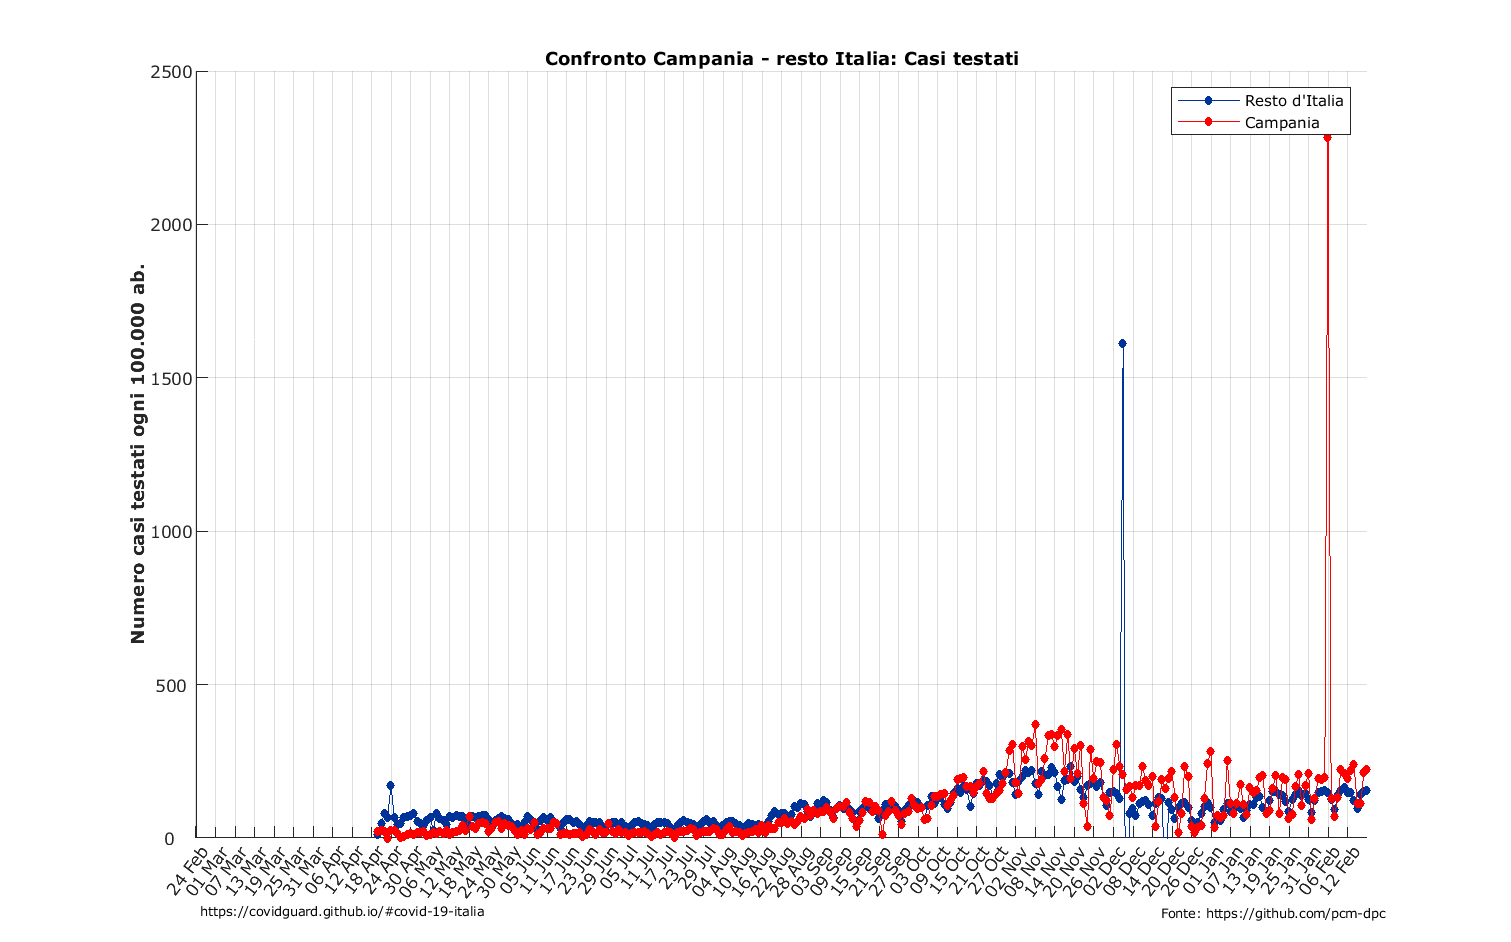 Confronto Campania - resto Italia: Casi testati
Resto d'Italia
Campania
Numero casi testati ogni 100.000 ab.
2500
2000
1500
1000
500
0
24 Feb
01 Mar
07 Mar
13 Mar
19 Mar
25 Mar
31 Mar
06 Apr
12 Apr
18 Apr
24 Apr
30 Apr
06 May
12 May
18 May
24 May
30 May
05 Jun
11 Jun
17 Jun
23 Jun
29 Jun
05 Jul
11 Jul
17 Jul
23 Jul
29 Jul
04 Aug
10 Aug
16 Aug
22 Aug
28 Aug
03 Sep
09 Sep
15 Sep
21 Sep
27 Sep
03 Oct
09 Oct
15 Oct
21 Oct
27 Oct
02 Nov
08 Nov
14 Nov
20 Nov
26 Nov
02 Dec
08 Dec
14 Dec
20 Dec
26 Dec
01 Jan
07 Jan
13 Jan
19 Jan
25 Jan
31 Jan
06 Feb
12 Feb
https://covidguard.github.io/#covid-19-italia
Fonte: https://github.com/pcm-dpc